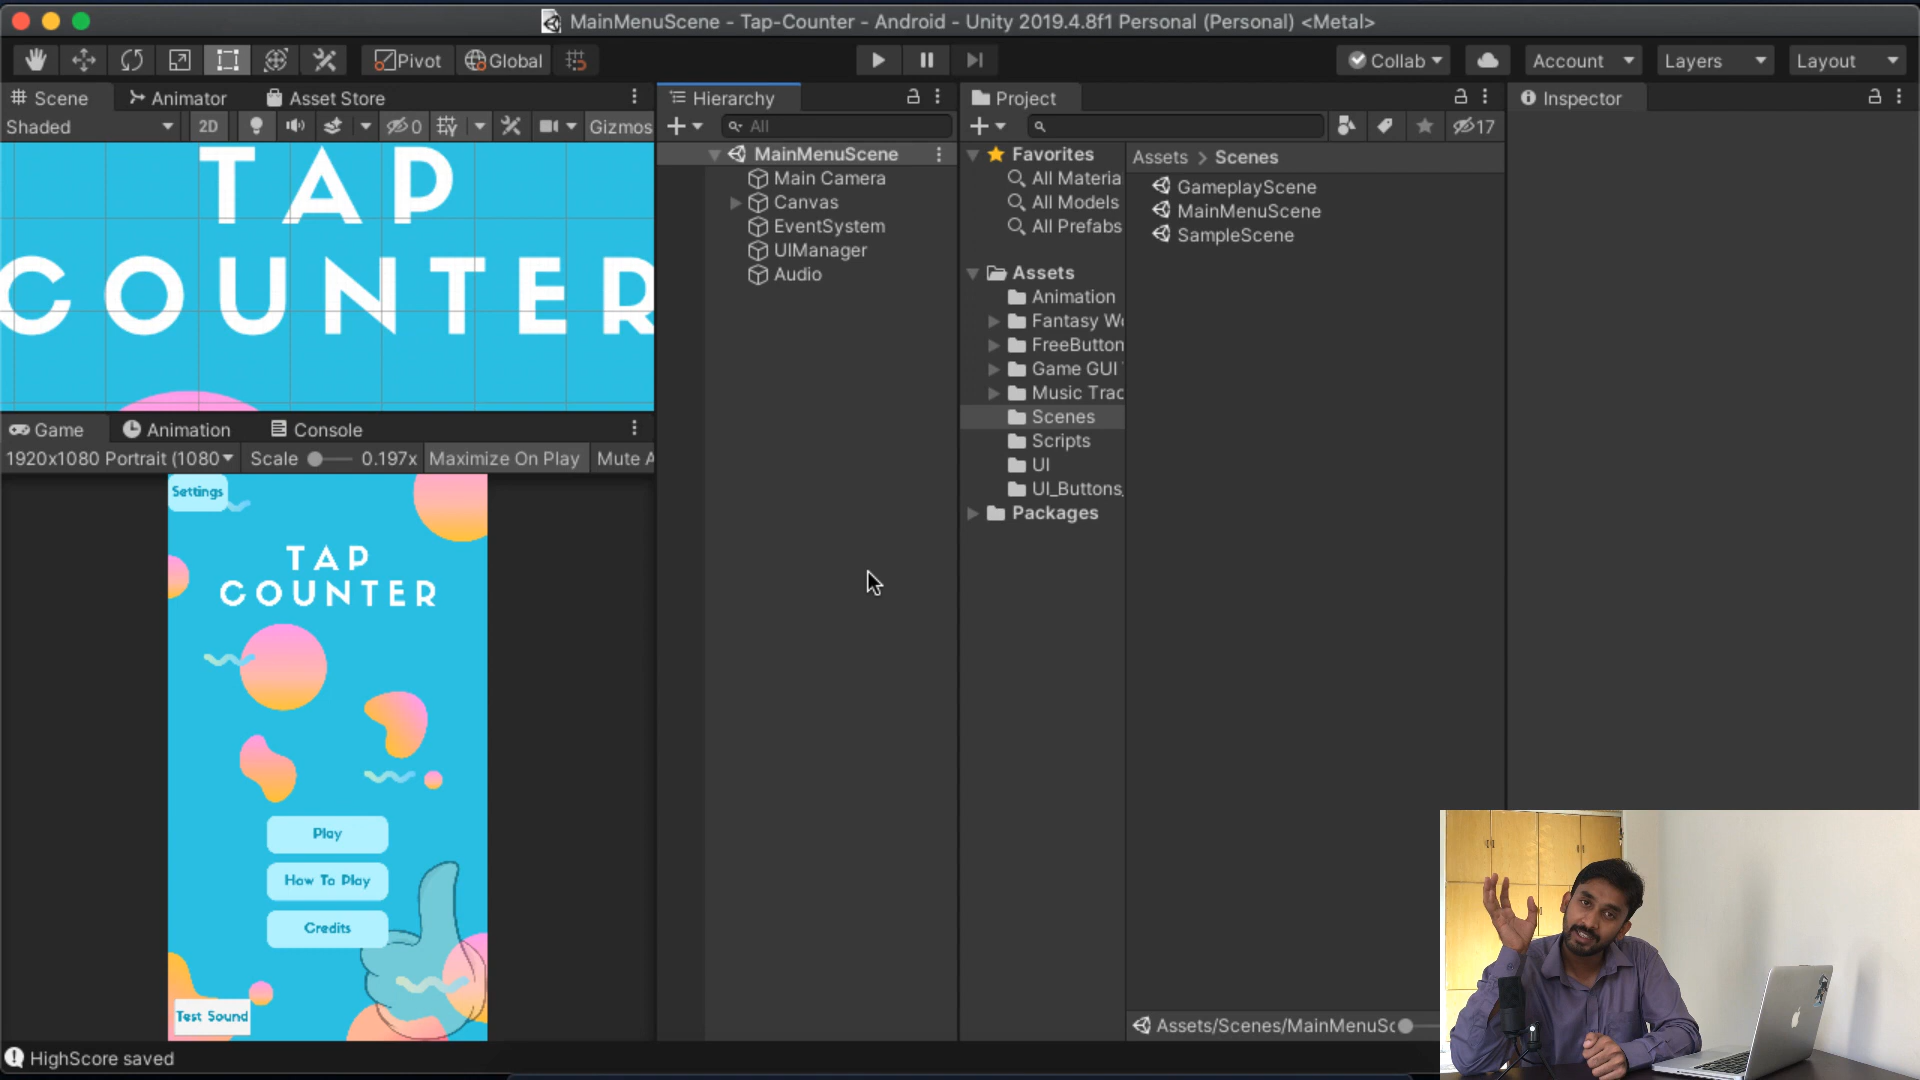 MainMenuScene - Tap-Counter - Android - Unity 2019.4.8f1 Personal (Personal) <Metal>
Pivot
Global
Collab
Account
Layers
Layout
Scene
Animator
Asset Store
Shaded
2D
0
Gizmos
TAP
COUNTER
Game
Animation
Console
1920x1080 Portrait (1080
Scale
0.197x
Maximize On Play
Mute A
Settings
TAP
COUNTER
Play
How To Play
Credits
Test Sound
HighScore saved
Hierarchy
All
MainMenuScene
Main Camera
Canvas
EventSystem
UIManager
Audio
Project
17
Favorites
All Materia
All Models
All Prefabs
Assets
Animation
Fantasy Wo
FreeButton
Game GUI
Music Trac
Scenes
Scripts
UI
UI_Buttons_
Packages
Assets > Scenes
GameplayScene
MainMenuScene
SampleScene
Assets/Scenes/MainMenuSc
Inspector